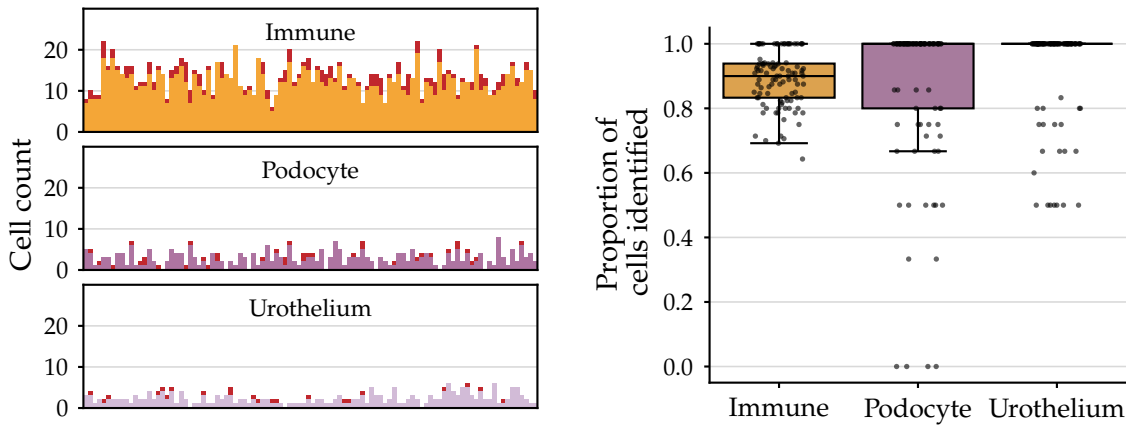 Cell count
Immune
20
10
0
Podocyte
20
10
0
Urothelium
20
10
0
Proportion of
cells identified
1.0
0.8
0.6
0.4
0.2
0.0
Immune Podocyte Urothelium